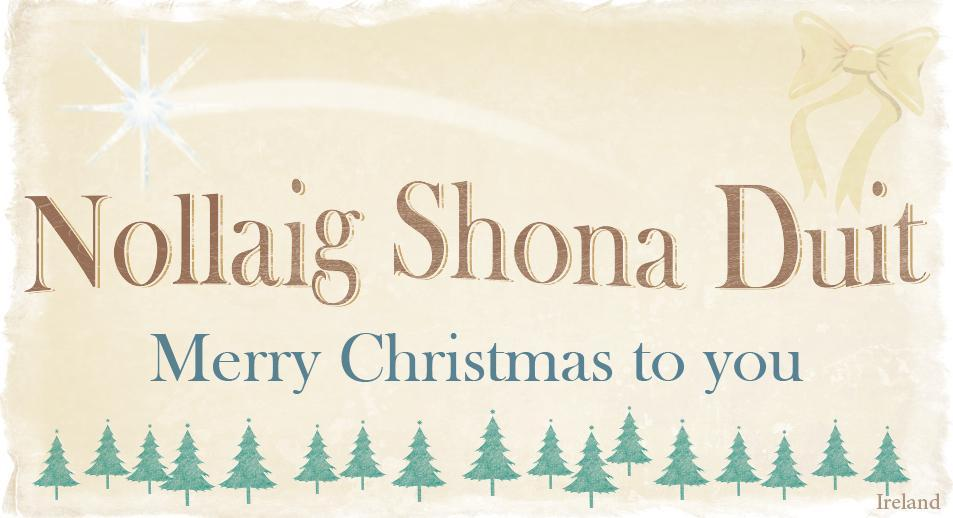 Nollaig Shona Duit
Merry Christmas to you
Ireland